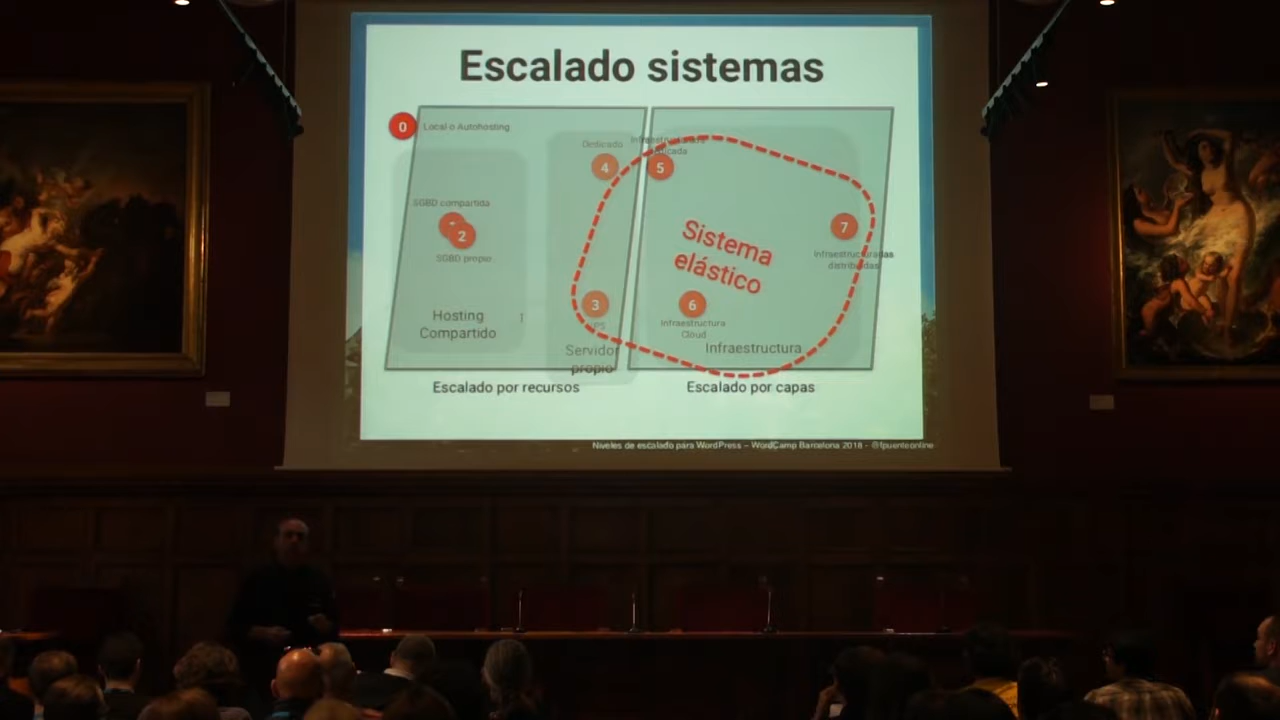 Escalado sistemas
0
Local o Autohosting
Dedicado
4
5
SGBD compartida
2
SGBD propio
7
Infraestructuradas
distribuidas
Sistema
elástico
3
VPS
6
Infraestructura
Cloud
Hosting
Compartido
Servidor
propio
Infraestructura
Escalado por recursos
Escalado por capas
Niveles de escalado para WordPress – WordCamp Barcelona 2018 - @fpuenteonline